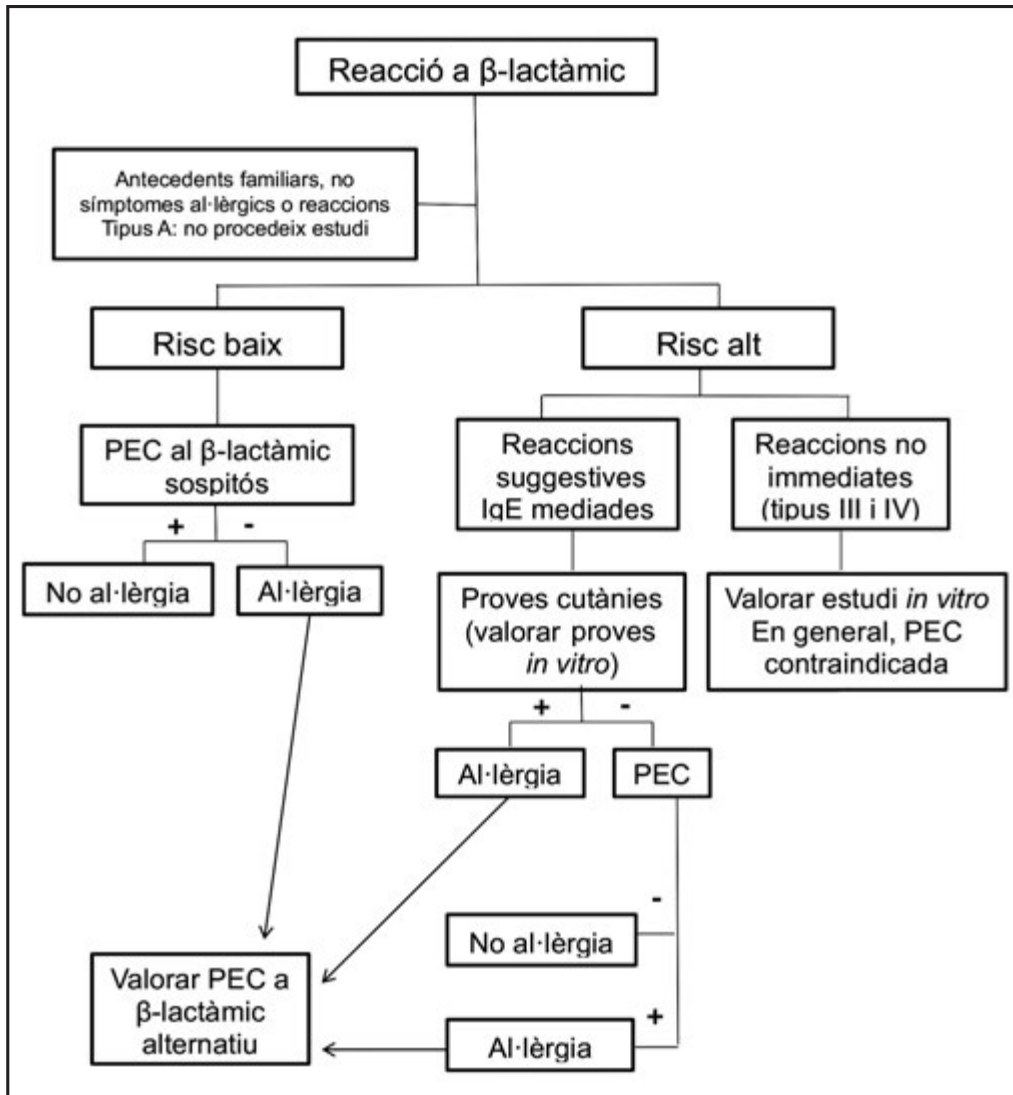 Reacció a β-lactàmic
Antecedents familiars, no
símptomes al·lèrgics o reaccions
Tipus A: no procedeix estudi
Risc baix
Risc alt
PEC al β-lactàmic
sospitós
Reaccions
suggestives
IgE mediades
Reaccions no
immediates
(tipus III i IV)
+ -
No al·lèrgia
Al·lèrgia
Proves cutànies
(valorar proves
in vitro)
Valorar estudi in vitro
En general, PEC
contraindicada
+ -
Al·lèrgia
PEC
-
No al·lèrgia
Valorar PEC a
β-lactàmic
alternatiu
+
Al·lèrgia